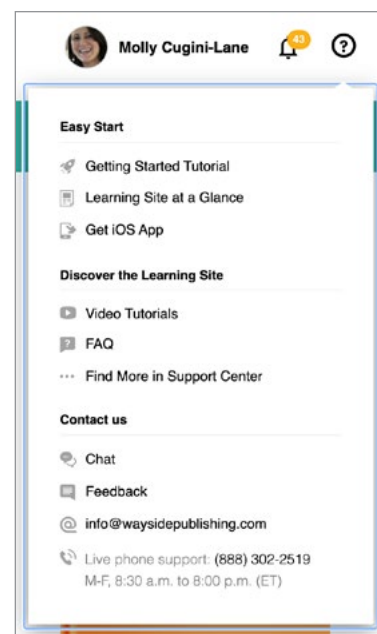 Molly Cugini-Lane 43 ?
Easy Start
Getting Started Tutorial
Learning Site at a Glance
Get iOS App
Discover the Learning Site
Video Tutorials
? FAQ
Find More in Support Center
Contact us
Chat
Feedback
@ info@waysidepublishing.com
Live phone support: (888) 302-2519
M-F, 8:30 a.m. to 8:00 p.m. (ET)